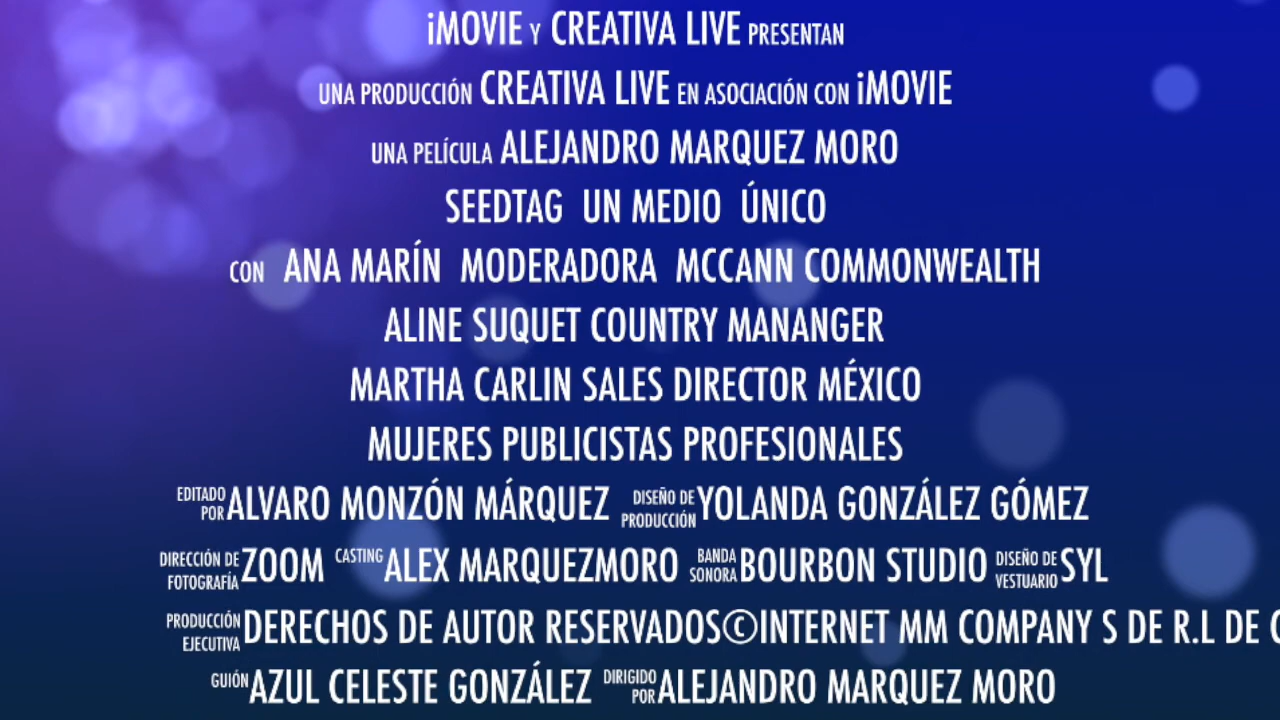 iMOVIE Y CREATIVA LIVE PRESENTAN
UNA PRODUCCIÓN CREATIVA LIVE EN ASOCIACIÓN CON iMOVIE
UNA PELÍCULA ALEJANDRO MARQUEZ MORO
SEEDTAG UN MEDIO ÚNICO
CON ANA MARÍN MODERADORA MCCANN COMMONWEALTH
ALINE SUQUET COUNTRY MANANGER
MARTHA CARLIN SALES DIRECTOR MÉXICO
MUJERES PUBLICISTAS PROFESIONALES
EDITADO POR ALVARO MONZÓN MÁRQUEZ DISEÑO DE PRODUCCIÓN YOLANDA GONZÁLEZ GÓMEZ
DIRECCIÓN DE FOTOGRAFÍA ZOOM CASTING ALEX MARQUEZMORO BANDA SONORA BOURBON STUDIO DISEÑO DE VESTUARIO SYL
PRODUCCIÓN EJECUTIVA DERECHOS DE AUTOR RESERVADOS©INTERNET MM COMPANY S DE R.L DE
GUIÓN AZUL CELESTE GONZÁLEZ DIRIGIDO POR ALEJANDRO MARQUEZ MORO